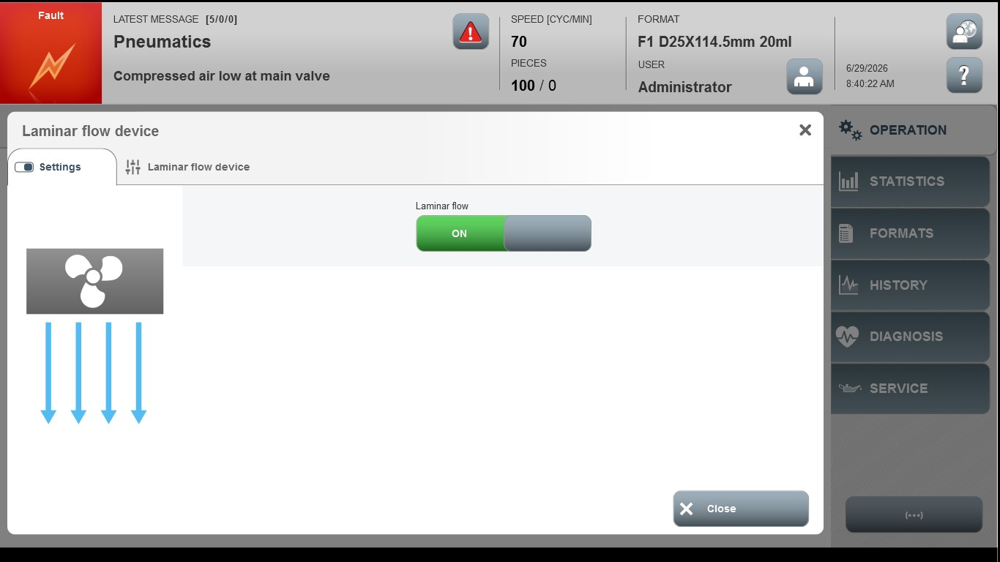 Fault
LATEST MESSAGE [5/0/0]
Pneumatics
Compressed air low at main valve
SPEED [CYC/MIN]
70
PIECES
100 / 0
FORMAT
F1 D25X114.5mm 20ml
USER
Administrator
6/29/2026
8:40:22 AM
?
Laminar flow device
Settings
Laminar flow device
Laminar flow
ON
Close
OPERATION
STATISTICS
FORMATS
HISTORY
DIAGNOSIS
SERVICE
(•••)